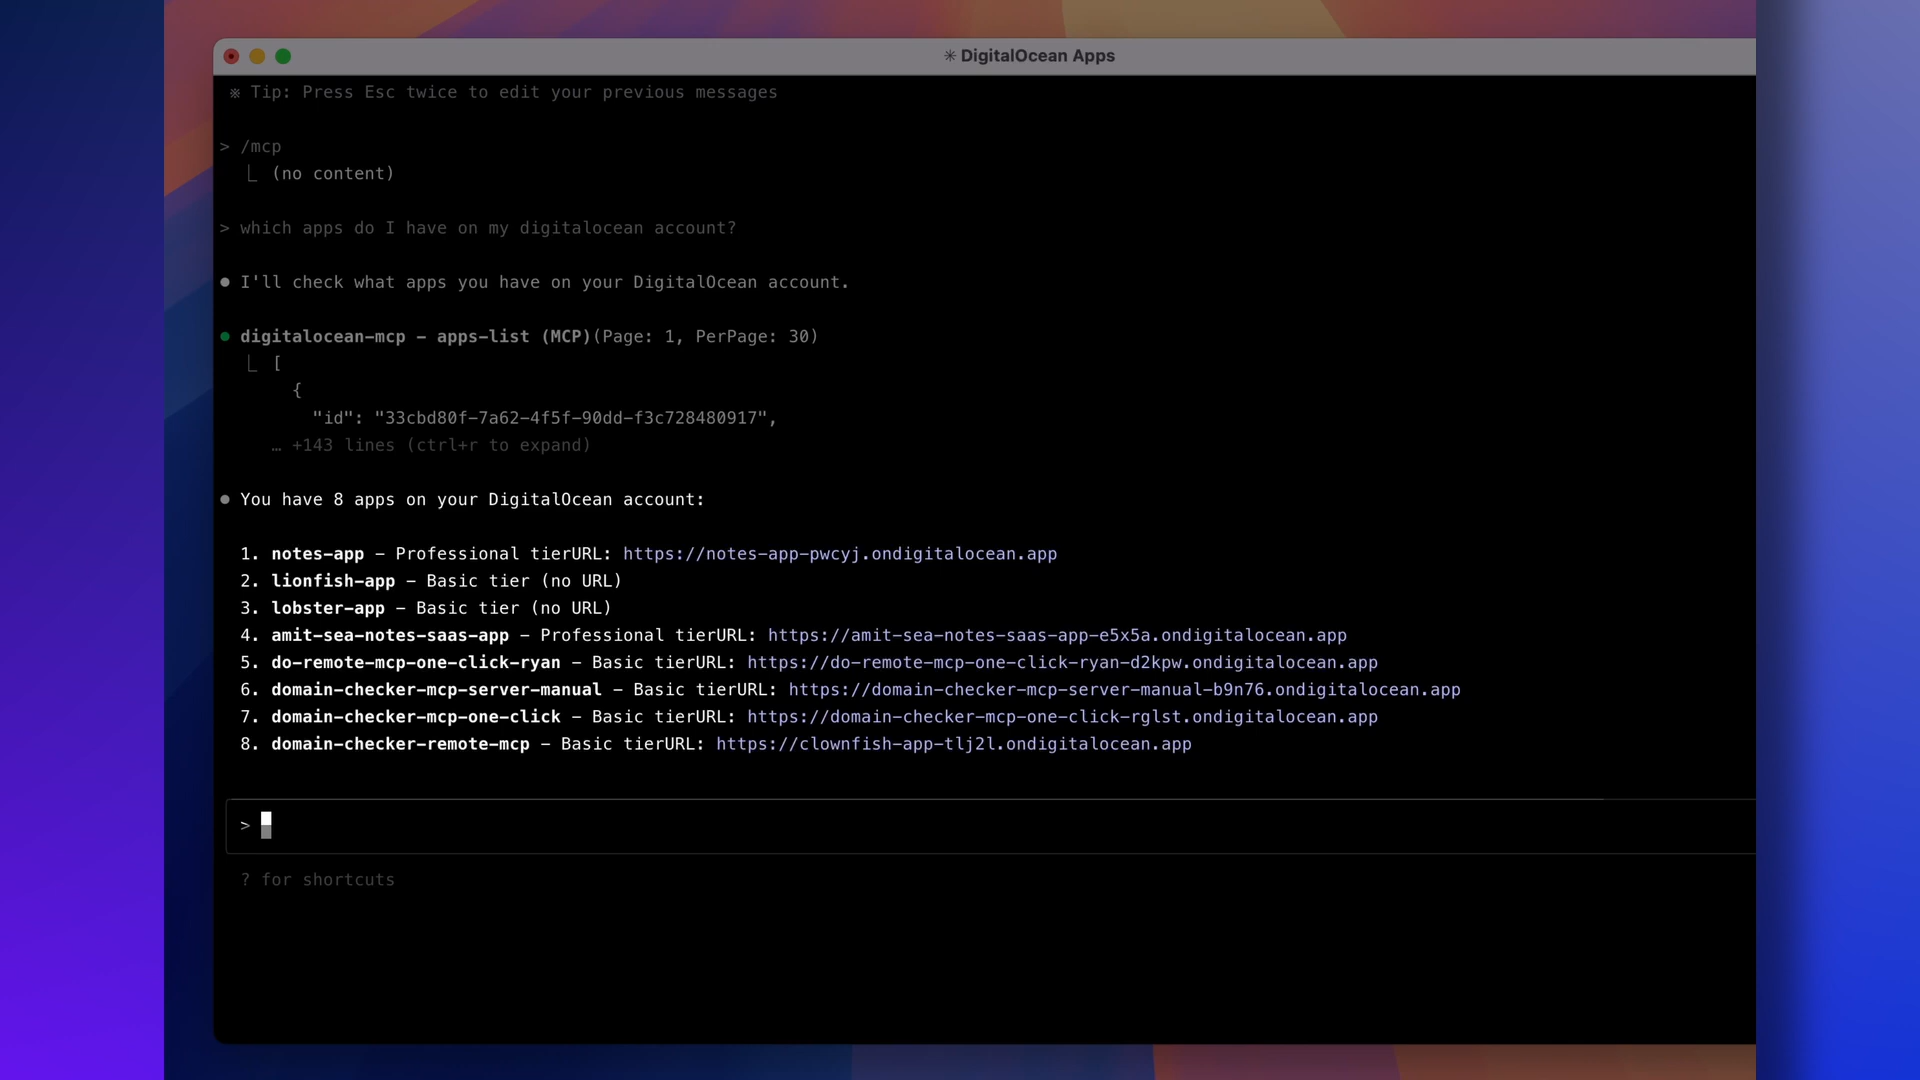 ✳ DigitalOcean Apps
※ Tip: Press Esc twice to edit your previous messages
> /mcp
⎿ (no content)
> which apps do I have on my digitalocean account?
● I'll check what apps you have on your DigitalOcean account.
● digitalocean-mcp - apps-list (MCP)(Page: 1, PerPage: 30)
⎿ [
{
"id": "33cbd80f-7a62-4f5f-90dd-f3c728480917",
… +143 lines (ctrl+r to expand)
● You have 8 apps on your DigitalOcean account:
1. notes-app - Professional tierURL: https://notes-app-pwcyj.ondigitalocean.app
2. lionfish-app - Basic tier (no URL)
3. lobster-app - Basic tier (no URL)
4. amit-sea-notes-saas-app - Professional tierURL: https://amit-sea-notes-saas-app-e5x5a.ondigitalocean.app
5. do-remote-mcp-one-click-ryan - Basic tierURL: https://do-remote-mcp-one-click-ryan-d2kpw.ondigitalocean.app
6. domain-checker-mcp-server-manual - Basic tierURL: https://domain-checker-mcp-server-manual-b9n76.ondigitalocean.app
7. domain-checker-mcp-one-click - Basic tierURL: https://domain-checker-mcp-one-click-rglst.ondigitalocean.app
8. domain-checker-remote-mcp - Basic tierURL: https://clownfish-app-tlj2l.ondigitalocean.app
>
? for shortcuts